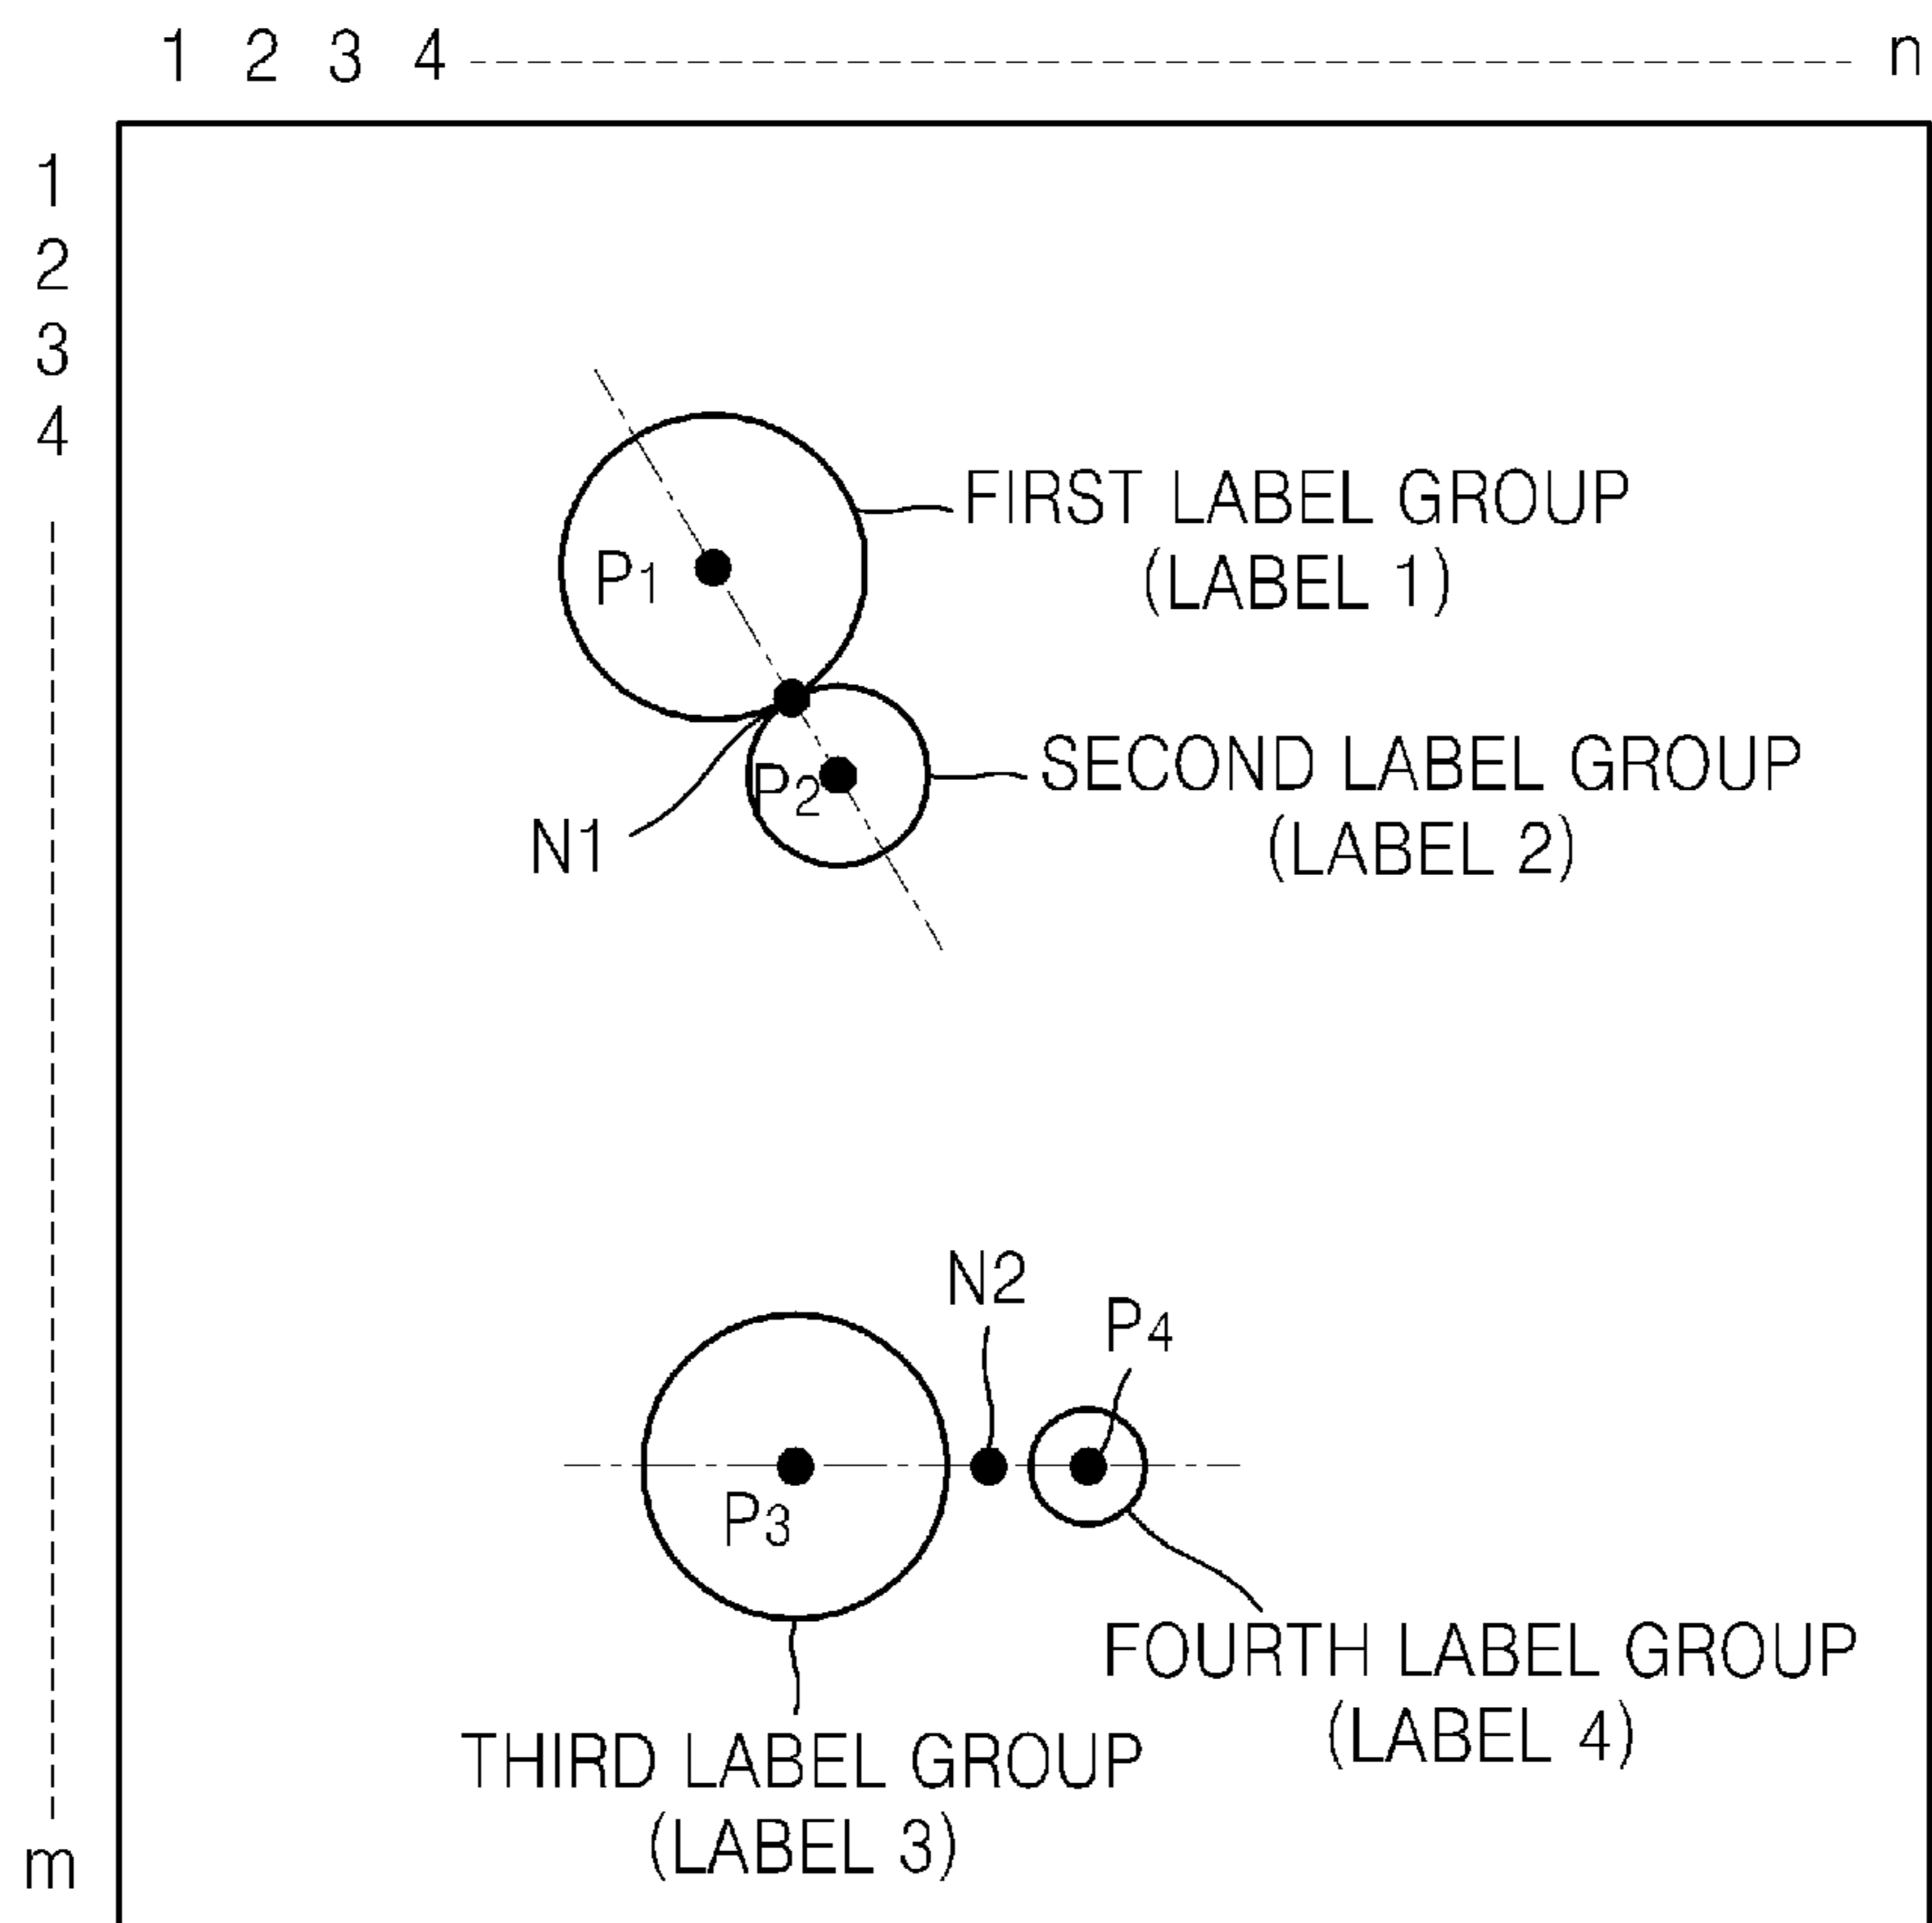 1 2 3 4 n
1
2
3
4
m
FIRST LABEL GROUP
(LABEL 1)
P1
SECOND LABEL GROUP
(LABEL 2)
P2
N1
N2
P4
P3
FOURTH LABEL GROUP
(LABEL 4)
THIRD LABEL GROUP
(LABEL 3)